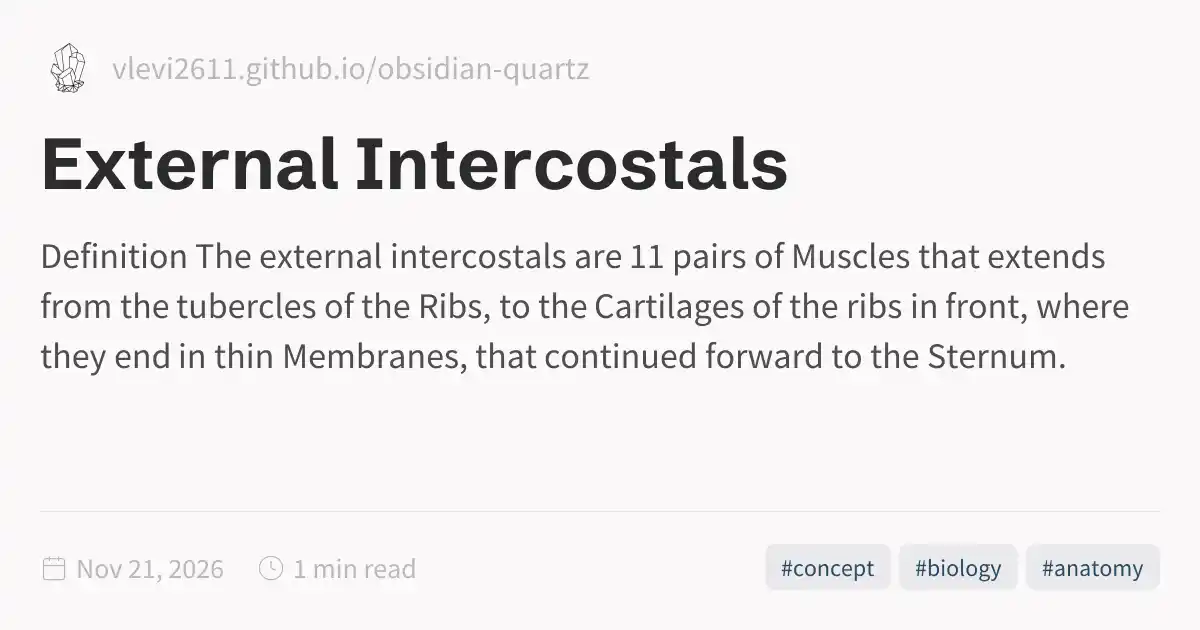 vlevi2611.github.io/obsidian-quartz
External Intercostals
Definition The external intercostals are 11 pairs of Muscles that extends
from the tubercles of the Ribs, to the Cartilages of the ribs in front, where
they end in thin Membranes, that continued forward to the Sternum.
Nov 21, 2026 1 min read #concept #biology #anatomy